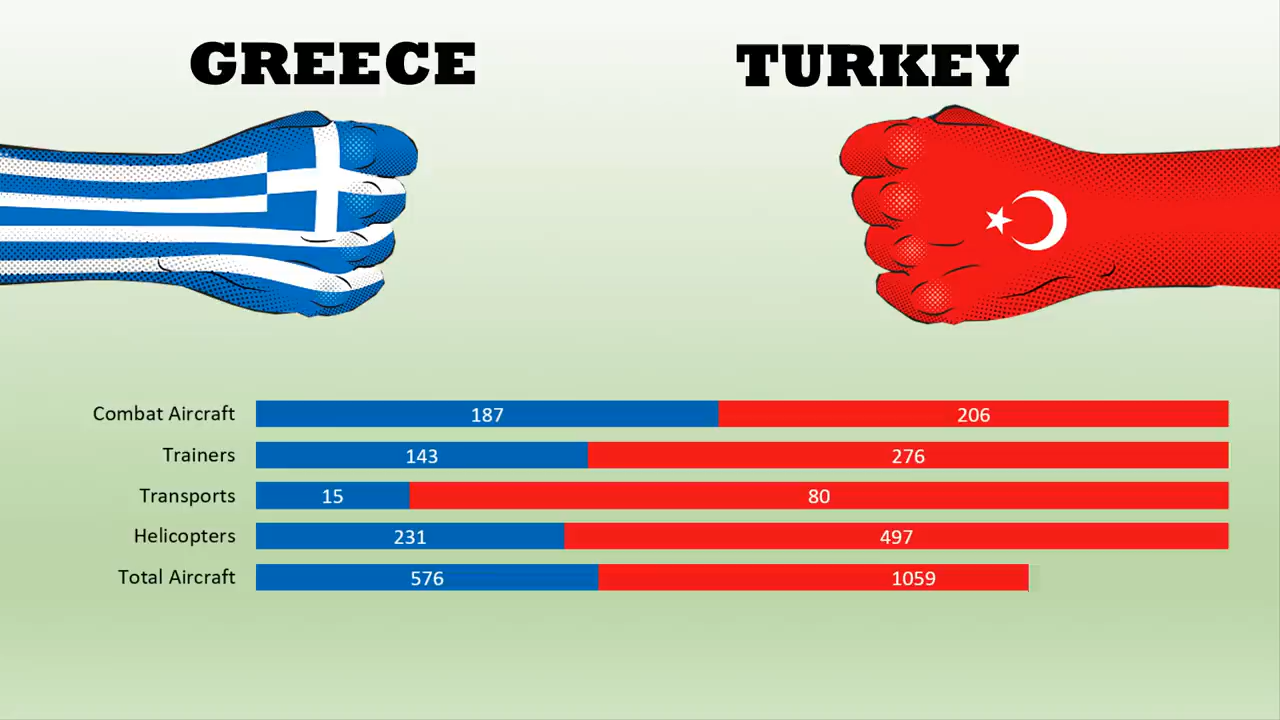 GREECE TURKEY
Combat Aircraft 187 206
Trainers 143 276
Transports 15 80
Helicopters 231 497
Total Aircraft 576 1059